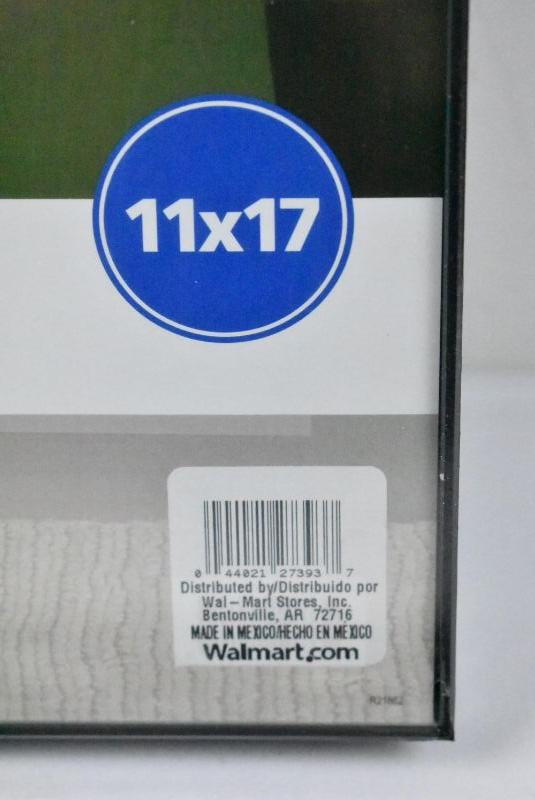 11x17
0 44021 27393 7
Distributed by/Distribuido por
Wal-Mart Stores, Inc.
Bentonville, AR 72716
MADE IN MEXICO/HECHO EN MEXICO
Walmart.com